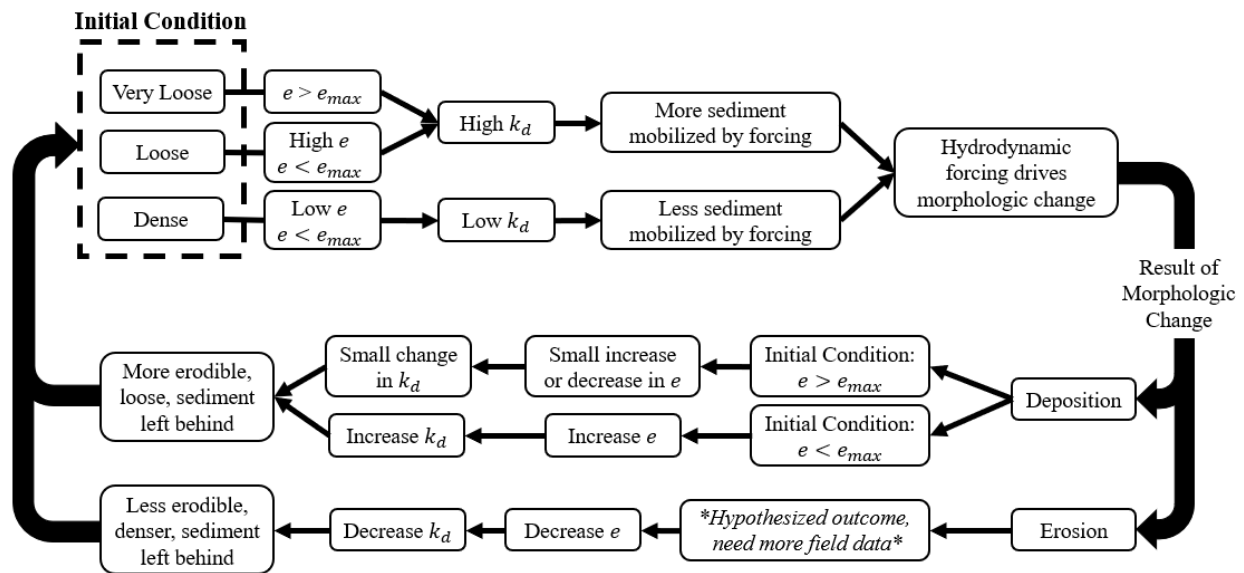 Initial Condition
Very Loose
e > e_max
Loose
High e
e < e_max
Dense
Low e
e < e_max
High k_d
Low k_d
More sediment
mobilized by forcing
Less sediment
mobilized by forcing
Hydrodynamic
forcing drives
morphologic change
Result of
Morphologic
Change
Deposition
Initial Condition:
e > e_max
Small increase
or decrease in e
Small change
in k_d
Initial Condition:
e < e_max
Increase e
Increase k_d
More erodible,
loose, sediment
left behind
Erosion
*Hypothesized outcome,
need more field data*
Decrease e
Decrease k_d
Less erodible,
denser, sediment
left behind